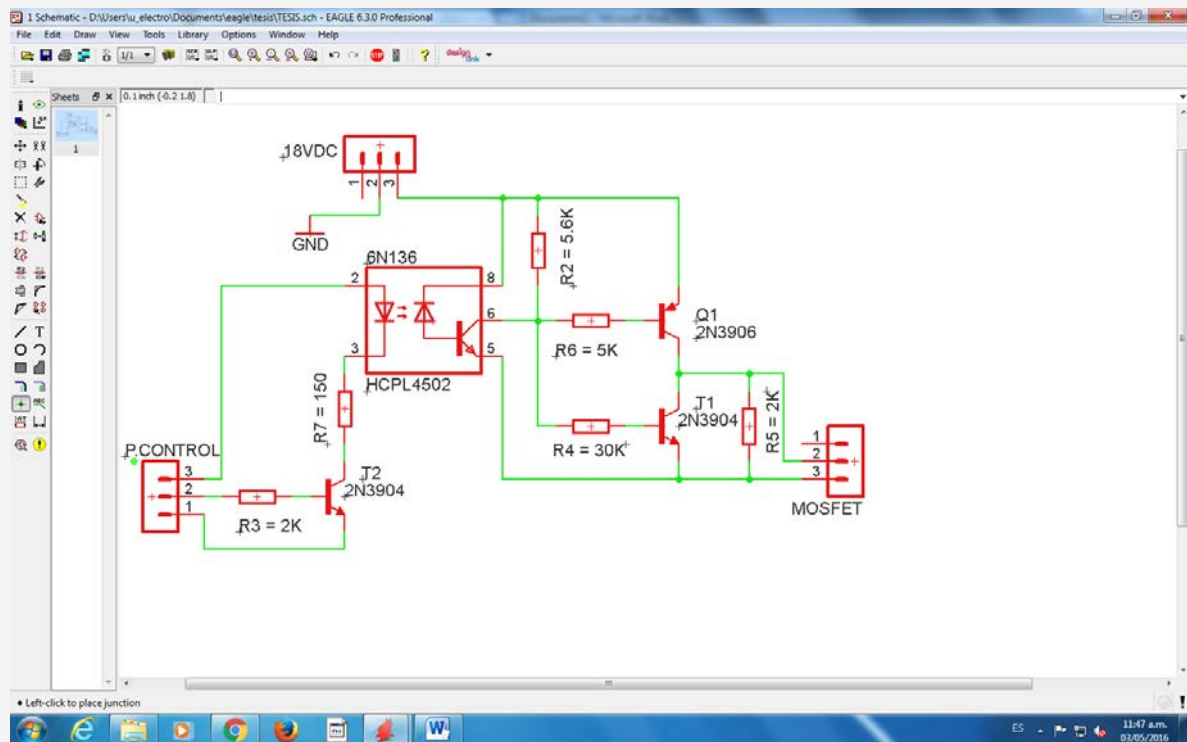 1 Schematic - D:\Users\u_electro\Documents\eagle\tesis\TESIS.sch - EAGLE 6.3.0 Professional
File Edit Draw View Tools Library Options Window Help
1/1
STOP
?
design link
Sheets
0.1 inch (-0.2 1.8)
1
18VDC
1
2
3
GND
6N136
2
8
6
3
5
HCPL4502
R2 = 5.6K
Q1
2N3906
R6 = 5K
R7 = 150
T1
2N3904
R4 = 30K
R5 = 2K
1
2
3
MOSFET
P.CONTROL
3
2
1
T2
2N3904
R3 = 2K
Left-click to place junction
ES
11:47 a.m.
03/05/2016